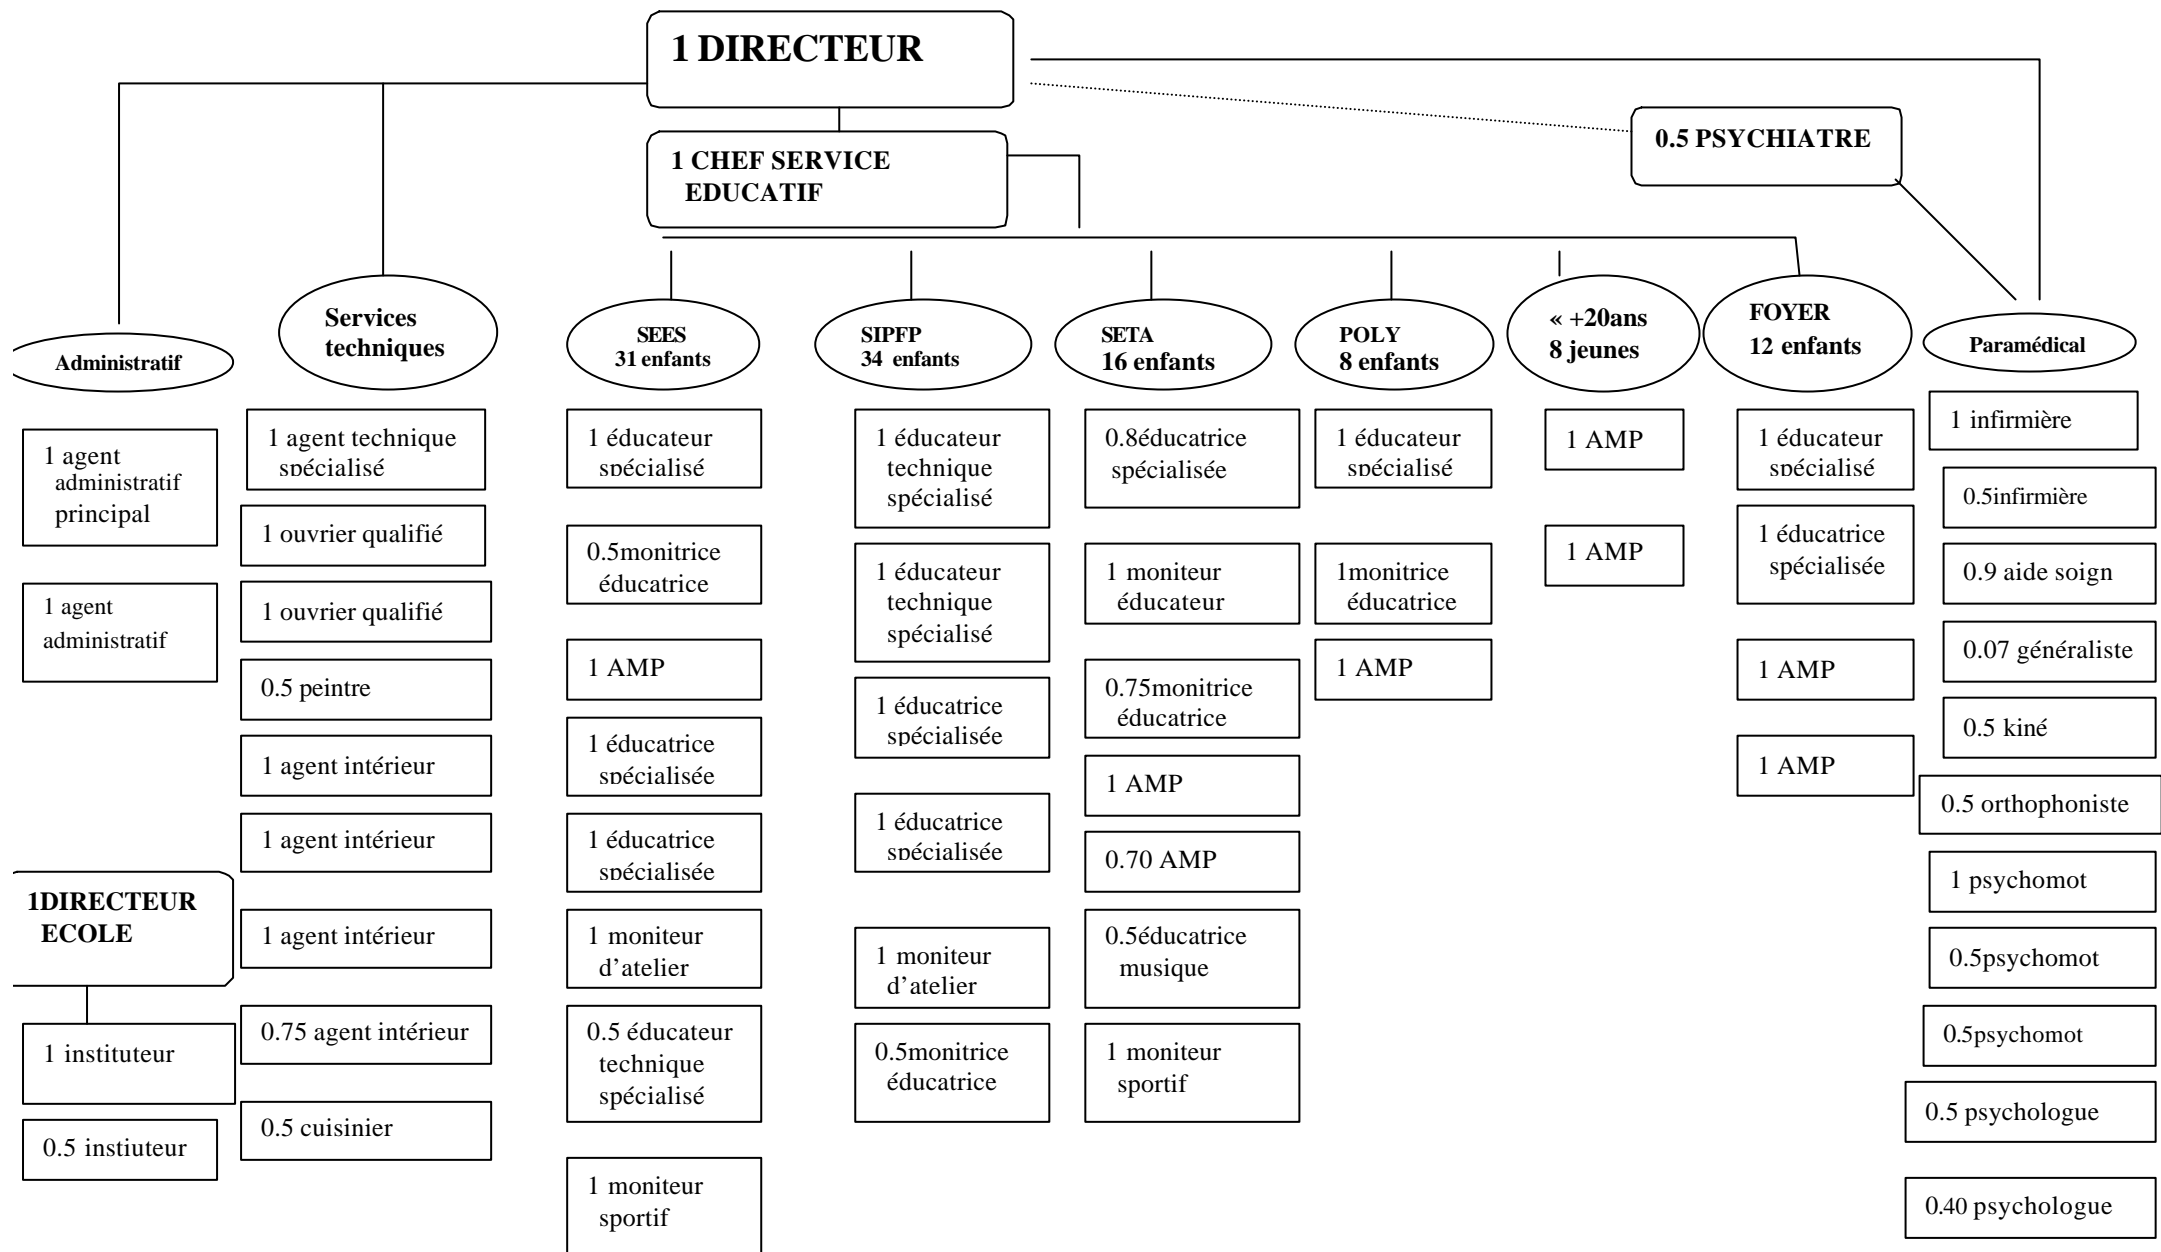 1 DIRECTEUR
1 CHEF SERVICE
EDUCATIF
0.5 PSYCHIATRE
Administratif
Services
techniques
SEES
31 enfants
SIPFP
34 enfants
SETA
16 enfants
POLY
8 enfants
« +20ans
8 jeunes
FOYER
12 enfants
Paramédical
1 agent
administratif
principal
1 agent
administratif
1DIRECTEUR
ECOLE
1 instituteur
0.5 instiuteur
1 agent technique
spécialisé
1 ouvrier qualifié
1 ouvrier qualifié
0.5 peintre
1 agent intérieur
1 agent intérieur
1 agent intérieur
0.75 agent intérieur
0.5 cuisinier
1 éducateur
spécialisé
0.5monitrice
éducatrice
1 AMP
1 éducatrice
spécialisée
1 éducatrice
spécialisée
1 moniteur
d’atelier
0.5 éducateur
technique
spécialisé
1 moniteur
sportif
1 éducateur
technique
spécialisé
1 éducateur
technique
spécialisé
1 éducatrice
spécialisée
1 éducatrice
spécialisée
1 moniteur
d’atelier
0.5monitrice
éducatrice
0.8éducatrice
spécialisée
1 moniteur
éducateur
0.75monitrice
éducatrice
1 AMP
0.70 AMP
0.5éducatrice
musique
1 moniteur
sportif
1 éducateur
spécialisé
1monitrice
éducatrice
1 AMP
1 AMP
1 AMP
1 éducateur
spécialisé
1 éducatrice
spécialisée
1 AMP
1 AMP
1 infirmière
0.5infirmière
0.9 aide soign
0.07 généraliste
0.5 kiné
0.5 orthophoniste
1 psychomot
0.5psychomot
0.5psychomot
0.5 psychologue
0.40 psychologue